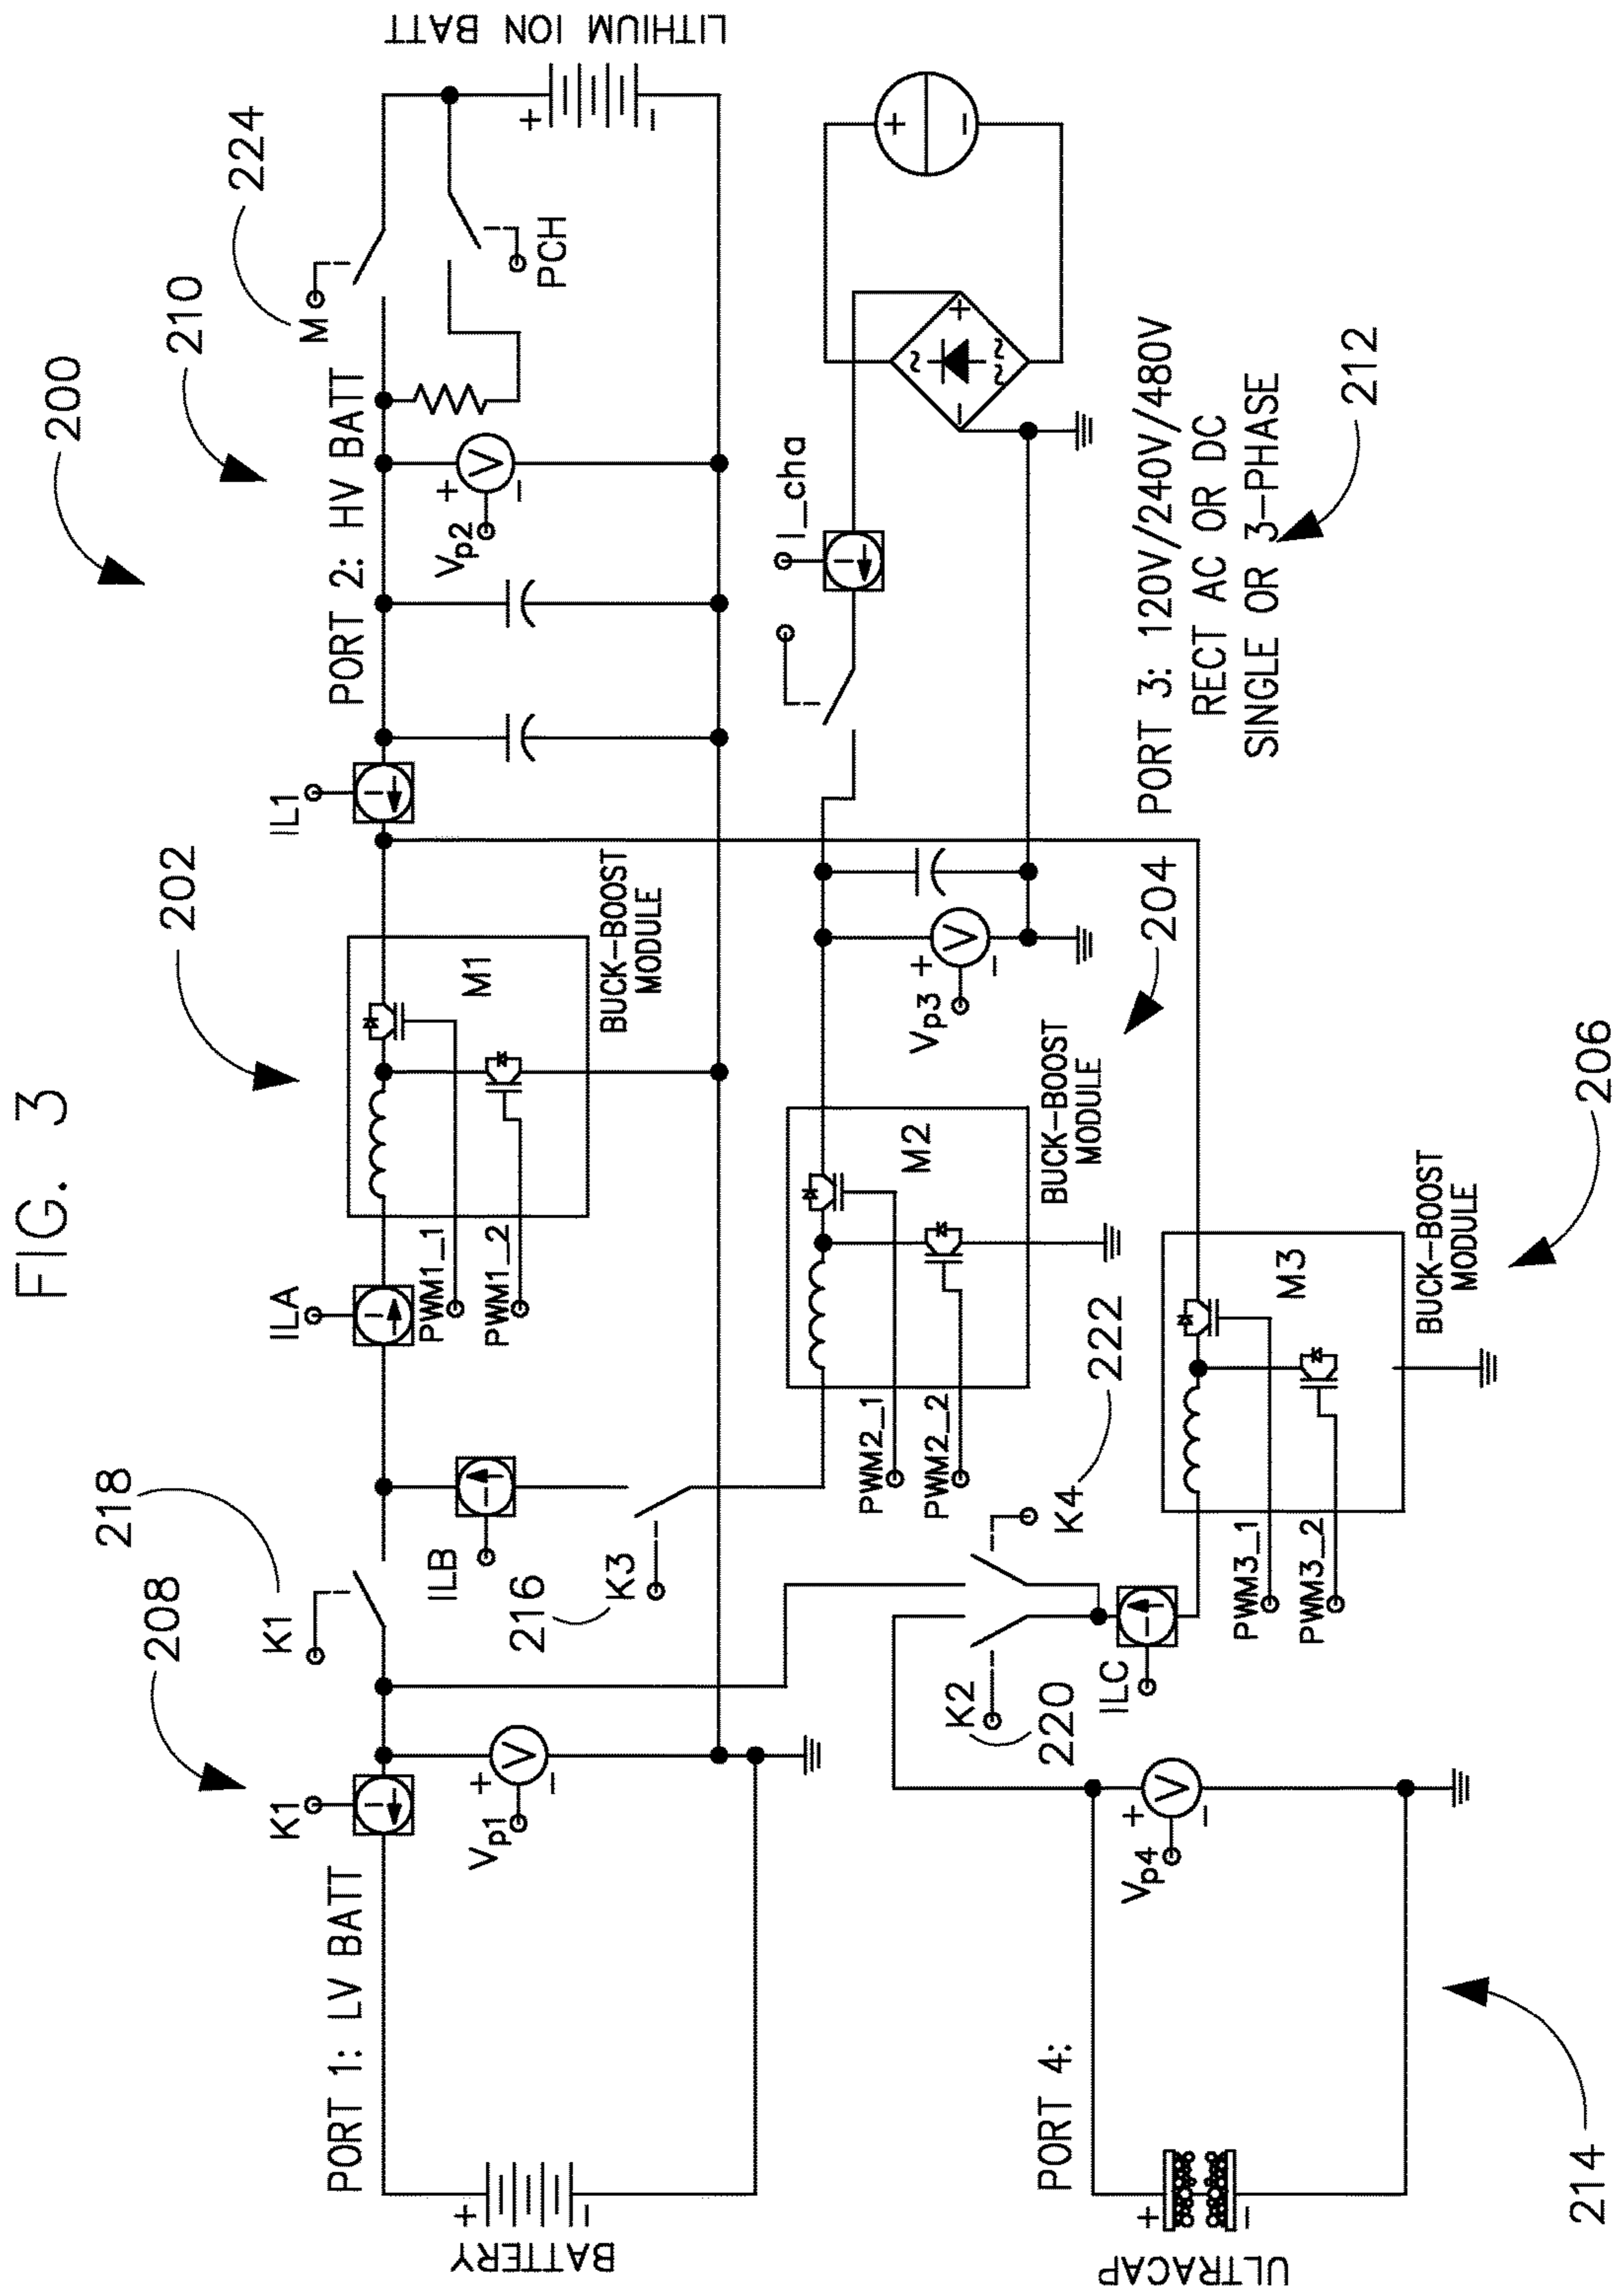 FIG. 3
200
202
210
224
208
218
PORT 1: LV BATT
K1
K1
ILA
IL1
PORT 2: HV BATT
M
BATTERY
+
−
Vp1
+
V
−
ILB
216
K3
PWM1_1
PWM1_2
M1
BUCK-BOOST
MODULE
Vp2
+
V
−
PCH
+
−
LITHIUM ION BATT
PWM2_1
PWM2_2
M2
BUCK-BOOST
MODULE
204
Vp3
+
V
−
I_cha
~
+
−
~
~
+
−
PORT 3: 120V/240V/480V
RECT AC OR DC
SINGLE OR 3-PHASE
212
PORT 4:
ULTRACAP
+
−
Vp4
+
V
−
K2
220
K4
222
ILC
PWM3_1
PWM3_2
M3
BUCK-BOOST
MODULE
206
214